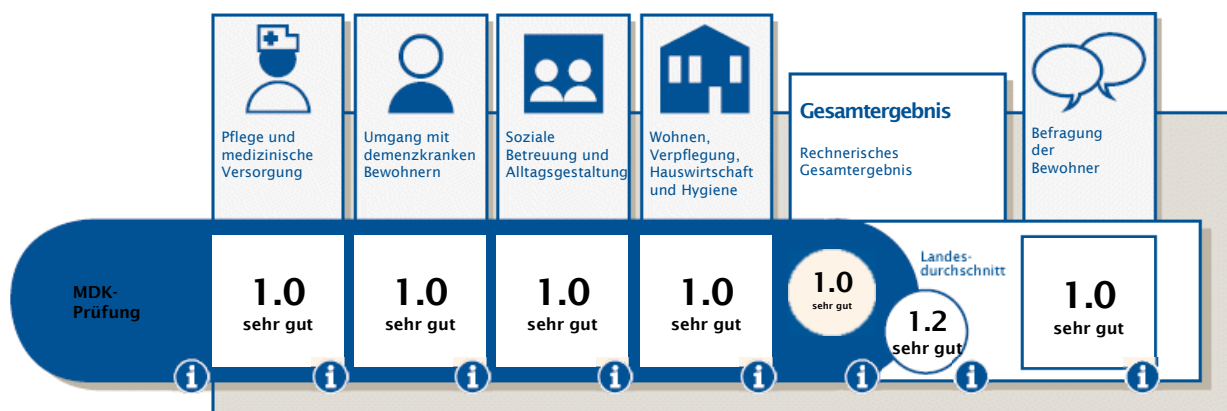 Pflege und
medizinische
Versorgung
Umgang mit
demenzkranken
Bewohnern
Soziale
Betreuung und
Alltagsgestaltung
Wohnen,
Verpflegung,
Hauswirtschaft
und Hygiene
Gesamtergebnis
Rechnerisches
Gesamtergebnis
Befragung
der
Bewohner
MDK-
Prüfung
1.0
sehr gut
1.0
sehr gut
1.0
sehr gut
1.0
sehr gut
1.0
sehr gut
Landes-
durchschnitt
1.2
sehr gut
1.0
sehr gut
i
i
i
i
i
i
i
i